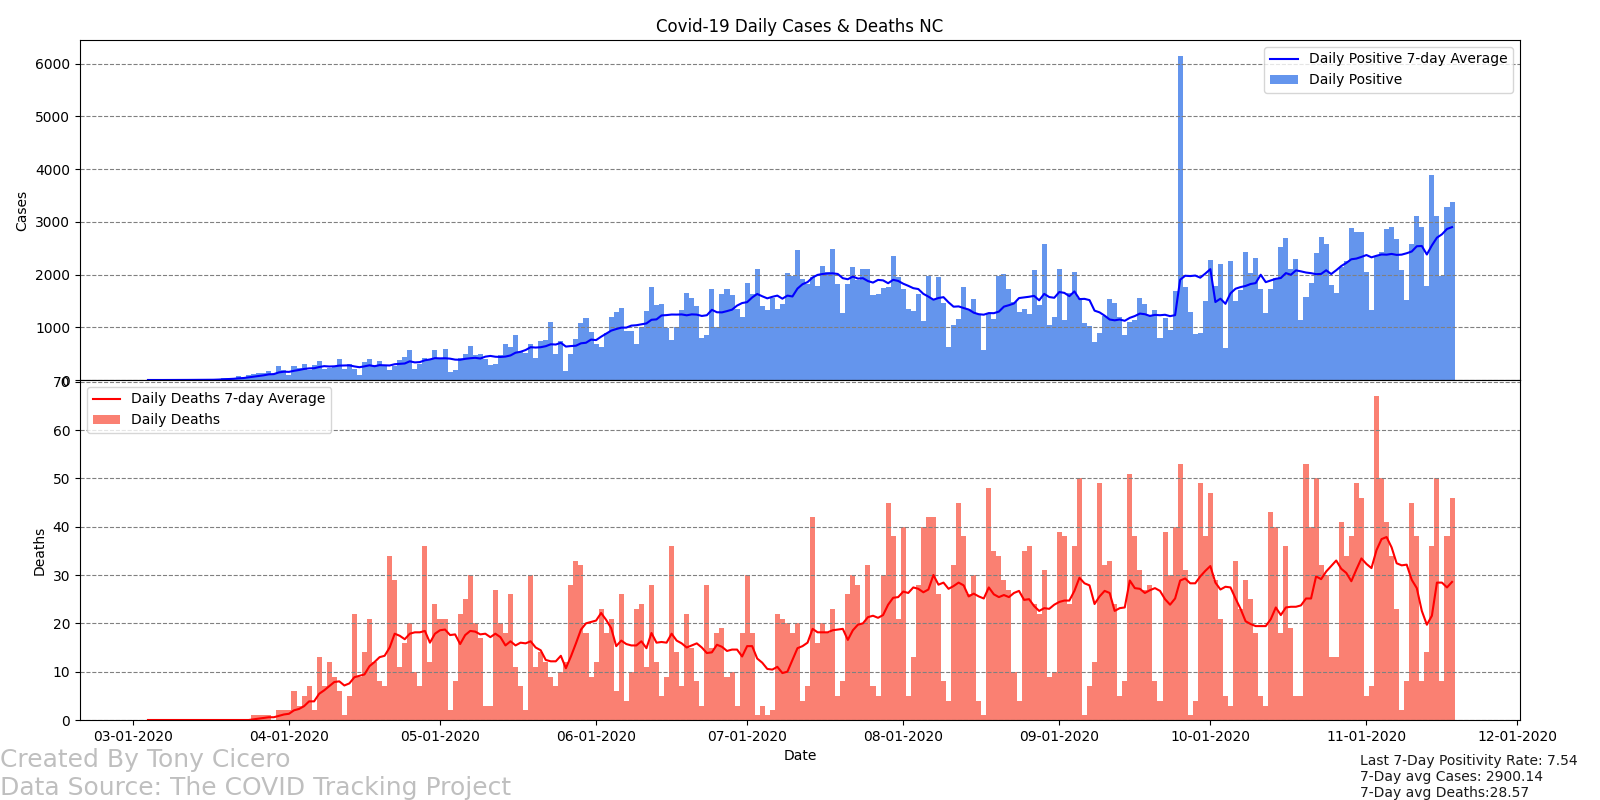 Covid-19 Daily Cases & Deaths NC
Daily Positive 7-day Average
Daily Positive
6000
5000
4000
3000
2000
1000
0
Cases
Daily Deaths 7-day Average
Daily Deaths
70
60
50
40
30
20
10
0
Deaths
03-01-2020 04-01-2020 05-01-2020 06-01-2020 07-01-2020 08-01-2020 09-01-2020 10-01-2020 11-01-2020 12-01-2020
Date
Created By Tony Cicero
Data Source: The COVID Tracking Project
Last 7-Day Positivity Rate: 7.54
7-Day avg Cases: 2900.14
7-Day avg Deaths:28.57